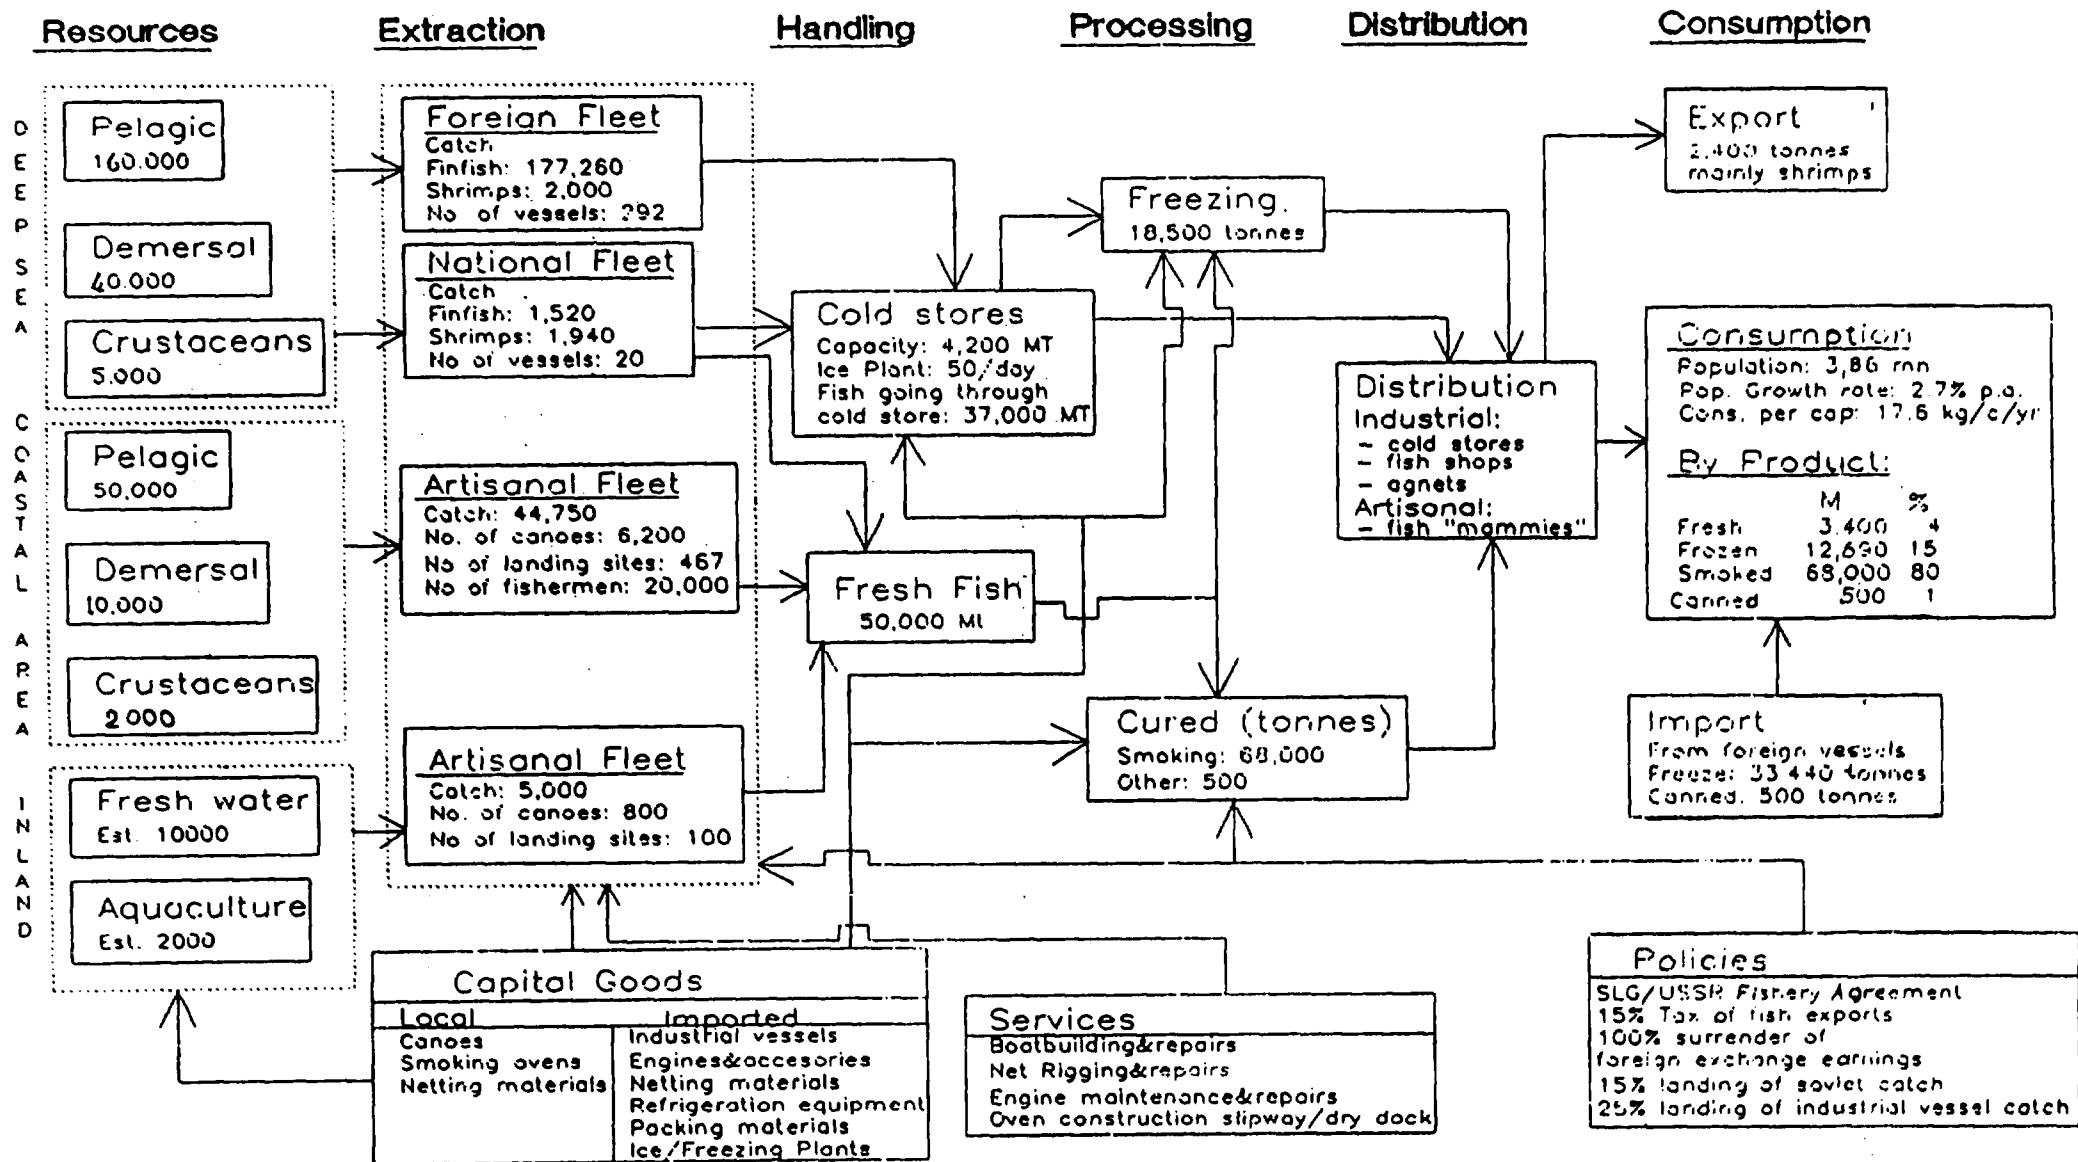 Resources
Extraction
Handling
Processing
Distribution
Consumption
DEEP SEA
Pelagic
160.000
Demersal
40.000
Crustaceans
5.000
COASTAL AREA
Pelagic
50,000
Demersal
10,000
Crustaceans
2000
INLAND
Fresh water
Est. 10000
Aquaculture
Est. 2000
Foreian Fleet
Catch
Finfish: 177,260
Shrimps: 2,000
No of vessels: 292
National Fleet
Catch
Finfish: 1,520
Shrimps: 1,940
No of vessels: 20
Artisanal Fleet
Catch: 44,750
No. of canoes: 6,200
No of landing sites: 467
No of fishermen: 20,000
Artisanal Fleet
Catch: 5,000
No. of canoes: 800
No of landing sites: 100
Cold stores
Capacity: 4,200 MT
Ice Plant: 50/day
Fish going through
cold store: 37,000 MT
Fresh Fish
50,000 Mt
Freezing.
18,500 tonnes
Cured (tonnes)
Smoking: 68,000
Other: 500
Distribution
Industrial:
- cold stores
- fish shops
- agnets
Artisonal:
- fish "mammies"
Export
2,400 tonnes
mainly shrimps
Consumption
Population: 3,86 mn
Pop. Growth rate: 2.7% p.a.
Cons. per cap: 17.6 kg/c/yr
By Product:
M %
Fresh 3,400 4
Frozen 12,690 15
Smoked 68,000 80
Canned 500 1
Import
From foreign vessels
Freeze: 33 440 tonnes
Canned. 500 tonnes
Capital Goods
Local Imported
Canoes
Smoking ovens
Netting materials
Industrial vessels
Engines&accesories
Netting materials
Refrigeration equipment
Packing materials
Ice/Freezing Plants
Services
Boatbuilding&repairs
Net Rigging&repairs
Engine maintenance&repairs
Oven construction slipway/dry dock
Policies
SLG/USSR Fishery Agreement
15% Tax of fish exports
100% surrender of
foreign exchange earnings
15% landing of soviet catch
25% landing of industrial vessel catch